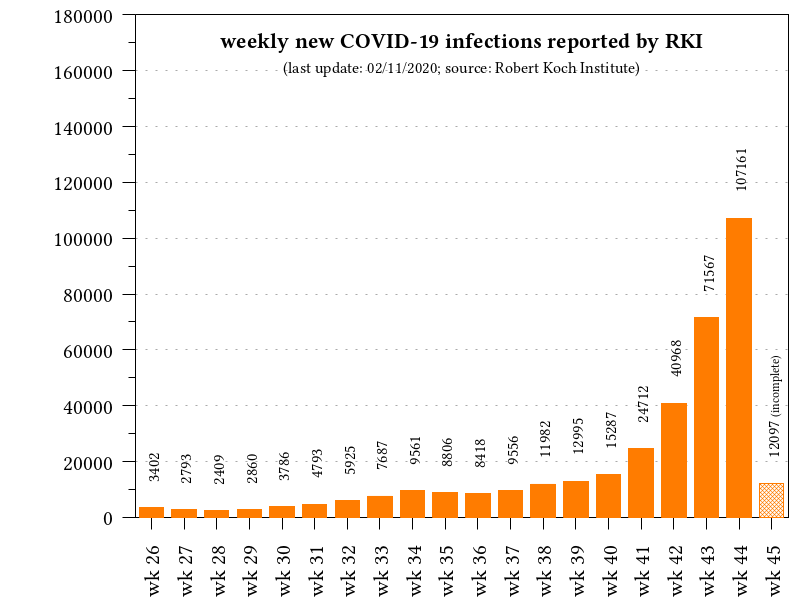 weekly new COVID-19 infections reported by RKI
(last update: 02/11/2020; source: Robert Koch Institute)
180000
160000
140000
120000
100000
80000
60000
40000
20000
0
3402
2793
2409
2860
3786
4793
5925
7687
9561
8806
8418
9556
11982
12995
15287
24712
40968
71567
107161
12097 (incomplete)
wk 26
wk 27
wk 28
wk 29
wk 30
wk 31
wk 32
wk 33
wk 34
wk 35
wk 36
wk 37
wk 38
wk 39
wk 40
wk 41
wk 42
wk 43
wk 44
wk 45